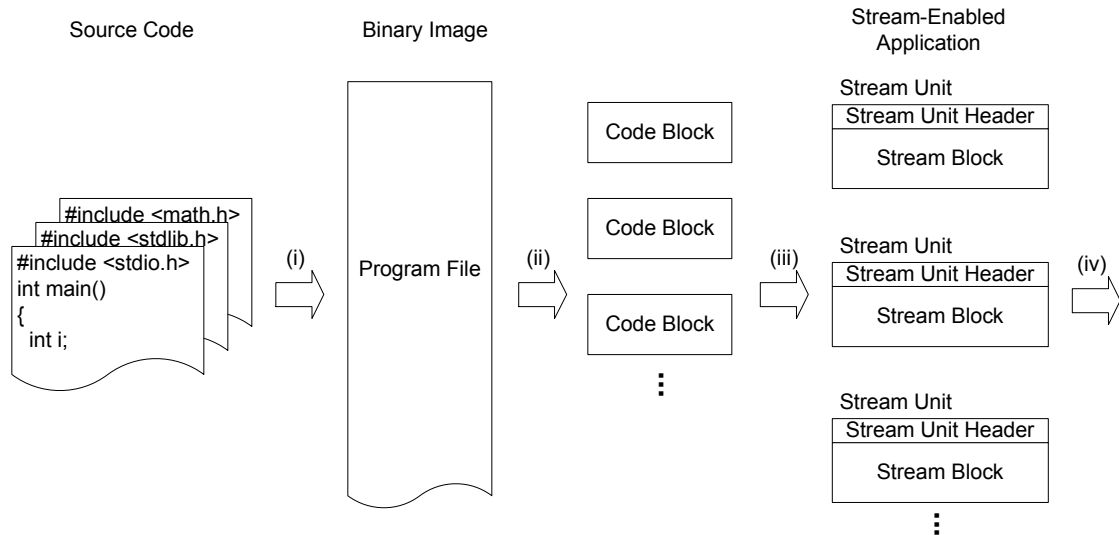 Source Code
Binary Image
Stream-Enabled
Application
#include <math.h>
#include <stdlib.h>
#include <stdio.h>
int main()
{
int i;
(i)
Program File
(ii)
Code Block
Code Block
Code Block
(iii)
Stream Unit
Stream Unit Header
Stream Block
Stream Unit
Stream Unit Header
Stream Block
Stream Unit
Stream Unit Header
Stream Block
(iv)